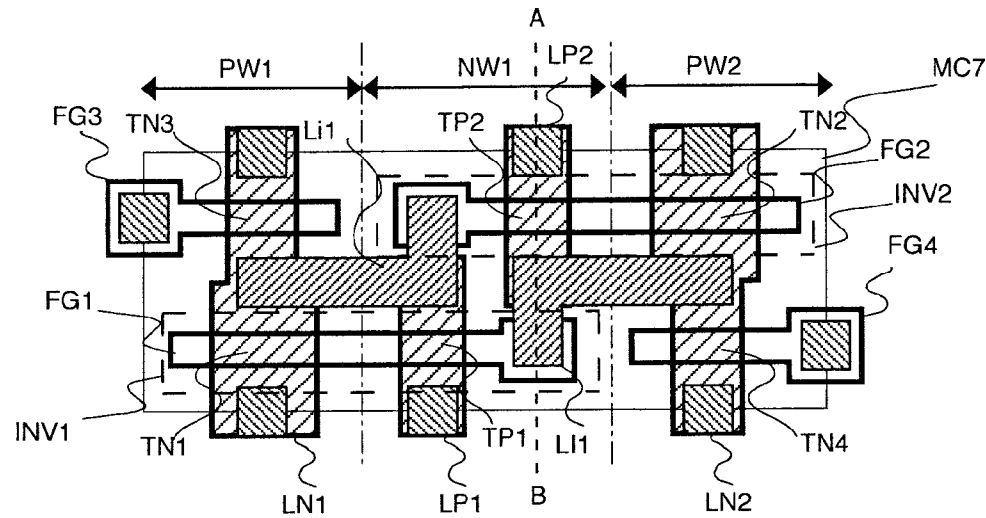 A
PW1
NW1
LP2
PW2
MC7
FG3
TN3
Li1
TP2
TN2
FG2
INV2
FG4
FG1
INV1
TN1
TP1
LI1
TN4
LN1
LP1
B
LN2